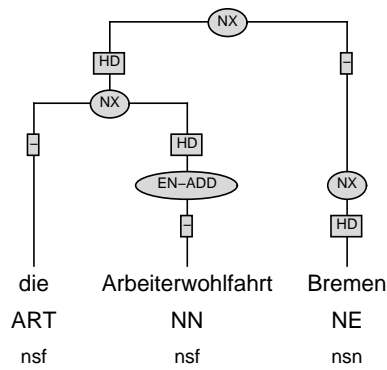 NX
HD –
NX
– HD
EN–ADD NX
– HD
die Arbeiterwohlfahrt Bremen
ART NN NE
nsf nsf nsn